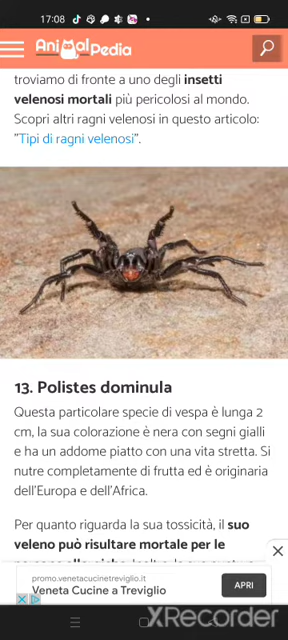 17:08
AnimalPedia
troviamo di fronte a uno degli insetti
velenosi mortali più pericolosi al mondo.
Scopri altri ragni velenosi in questo articolo:
"Tipi di ragni velenosi".
13. Polistes dominula
Questa particolare specie di vespa è lunga 2
cm, la sua colorazione è nera con segni gialli
e ha un addome piatto con una vita stretta. Si
nutre completamente di frutta ed è originaria
dell'Europa e dell'Africa.
Per quanto riguarda la sua tossicità, il suo
veleno può risultare mortale per le
promo.venetacucinetreviglio.it
Veneta Cucine a Treviglio
APRI
XRecorder